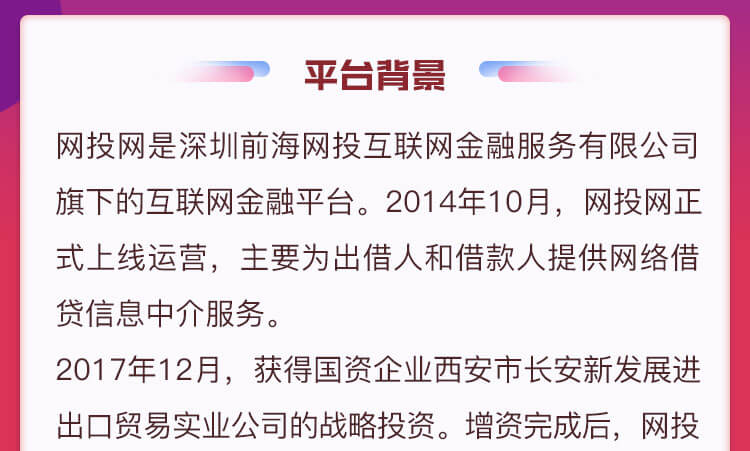 平台背景
网投网是深圳前海网投互联网金融服务有限公司
旗下的互联网金融平台。2014年10月，网投网正
式上线运营，主要为出借人和借款人提供网络借
贷信息中介服务。
2017年12月，获得国资企业西安市长安新发展进
出口贸易实业公司的战略投资。增资完成后，网投